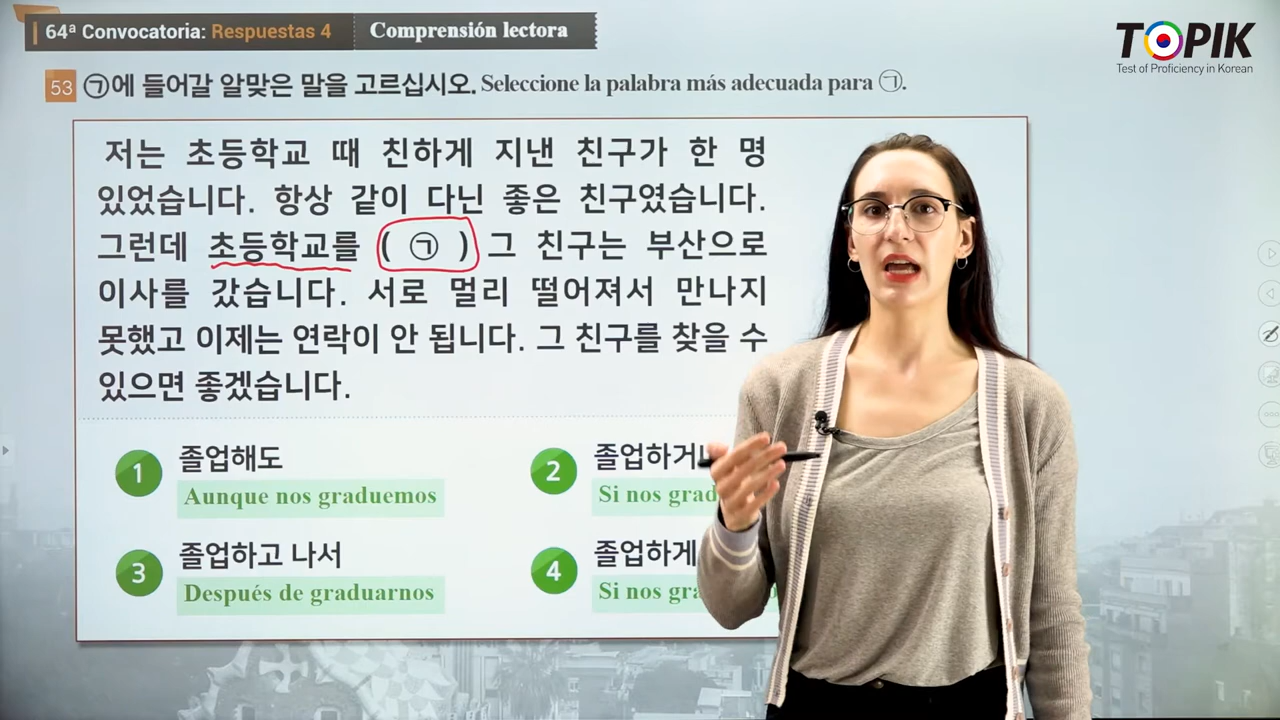 64ª Convocatoria: Respuestas 4 Comprensión lectora
TOPIK
Test of Proficiency in Korean
53 ㉠에 들어갈 알맞은 말을 고르십시오. Seleccione la palabra más adecuada para ㉠.
저는 초등학교 때 친하게 지낸 친구가 한 명
있었습니다. 항상 같이 다닌 좋은 친구였습니다.
그런데 초등학교를 ( ㉠ ) 그 친구는 부산으로
이사를 갔습니다. 서로 멀리 떨어져서 만나지
못했고 이제는 연락이 안 됩니다. 그 친구를 찾을 수
있으면 좋겠습니다.
1 졸업해도
Aunque nos graduemos
2 졸업하거
Si nos grad
3 졸업하고 나서
Después de graduarnos
4 졸업하게
Si nos gra